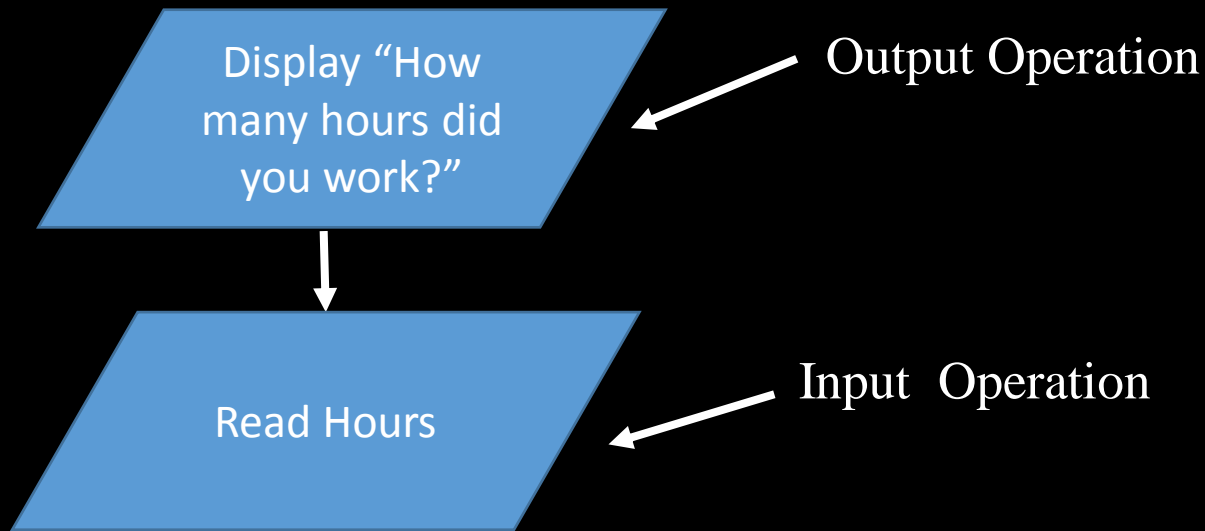 Display “How
many hours did
you work?”
Output Operation
Read Hours
Input  Operation